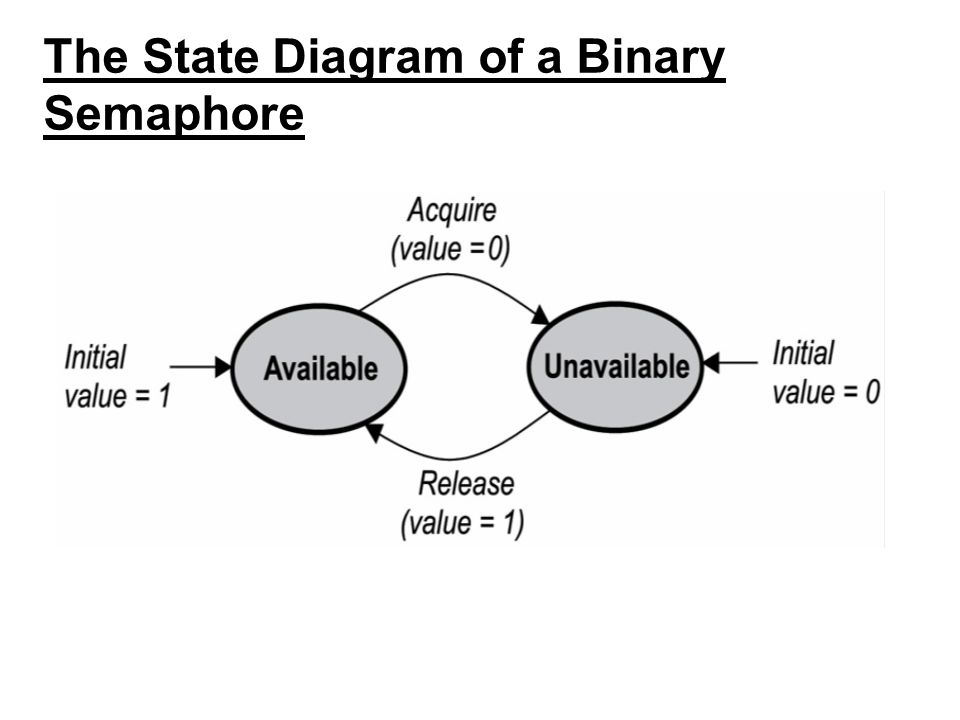 The State Diagram of a Binary
Semaphore
Acquire
(value = 0)
Initial
value = 1
Available
Unavailable
Initial
value = 0
Release
(value = 1)